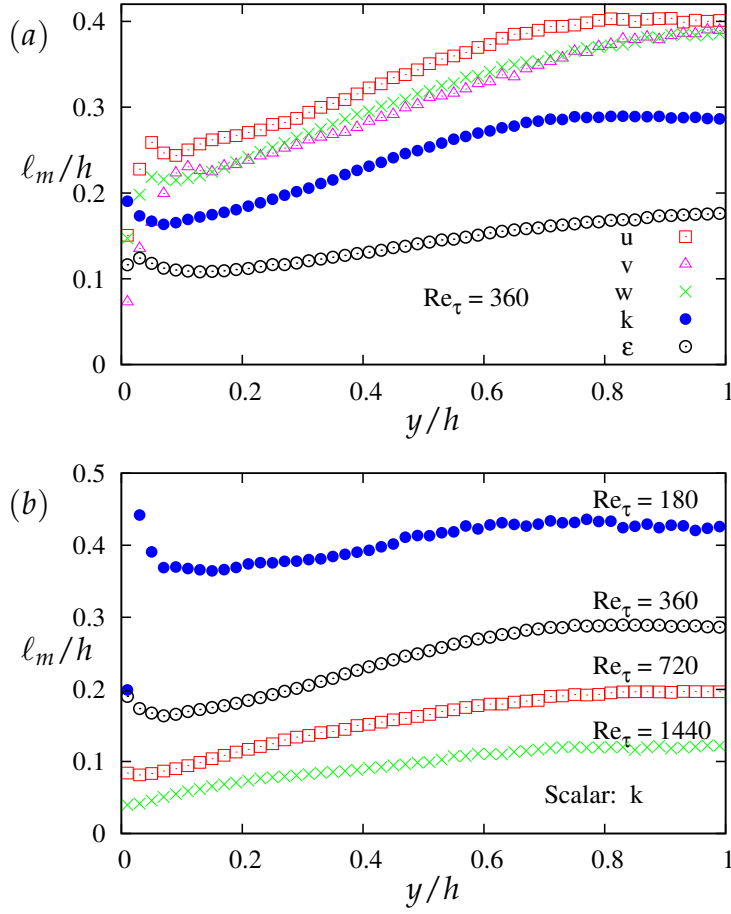 (a)
0.4
0.3
ℓm/h
0.2
0.1
0
Reτ = 360
u
v
w
k
ε
0 0.2 0.4 0.6 0.8 1
y/h
(b)
0.5
0.4
0.3
ℓm/h
0.2
0.1
0
Reτ = 180
Reτ = 360
Reτ = 720
Reτ = 1440
Scalar: k
0 0.2 0.4 0.6 0.8 1
y/h